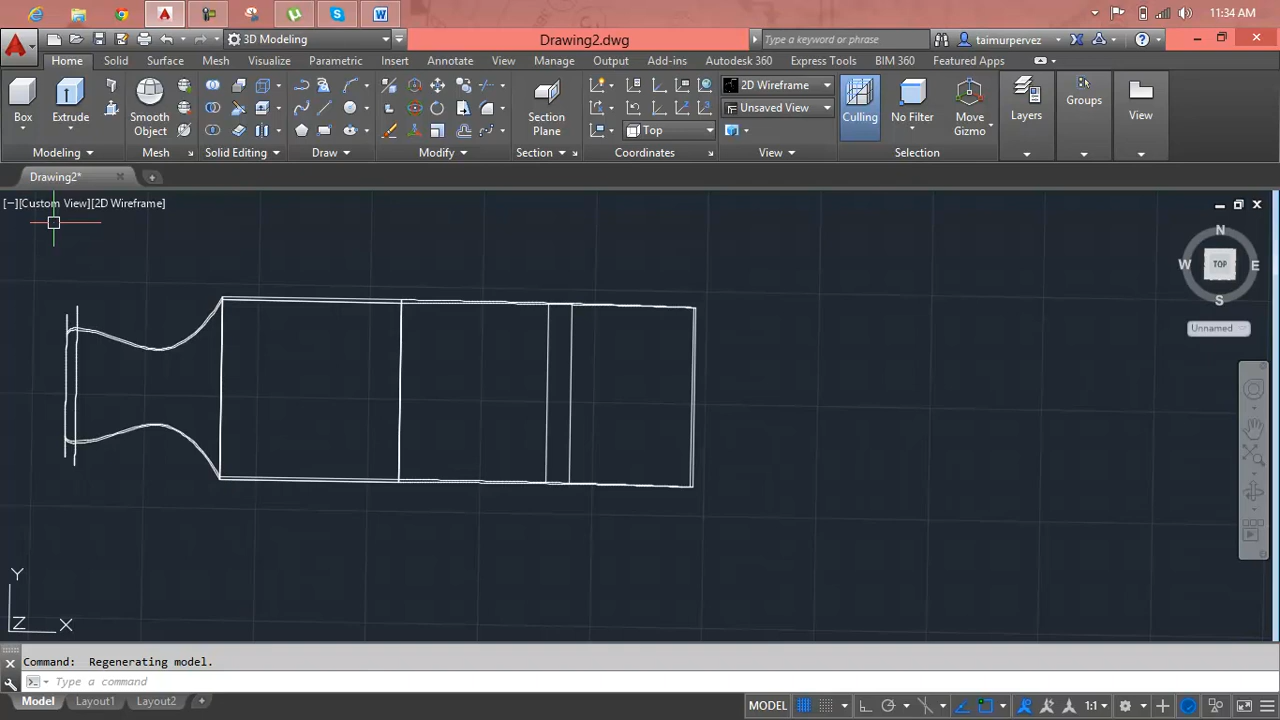 11:34 AM
3D Modeling
Drawing2.dwg
Type a keyword or phrase
taimurpervez
Home Solid Surface Mesh Visualize Parametric Insert Annotate View Manage Output Add-ins Autodesk 360 Express Tools BIM 360 Featured Apps
Box Extrude Smooth Object Section Plane
2D Wireframe
Unsaved View
Top
Culling No Filter Move Gizmo Layers Groups View
Modeling Mesh Solid Editing Draw Modify Section Coordinates View Selection
Drawing2*
[−][Custom View][2D Wireframe]
N
W TOP E
S
Unnamed
Y
Z X
Command: Regenerating model.
Type a command
Model Layout1 Layout2 +
MODEL 1:1